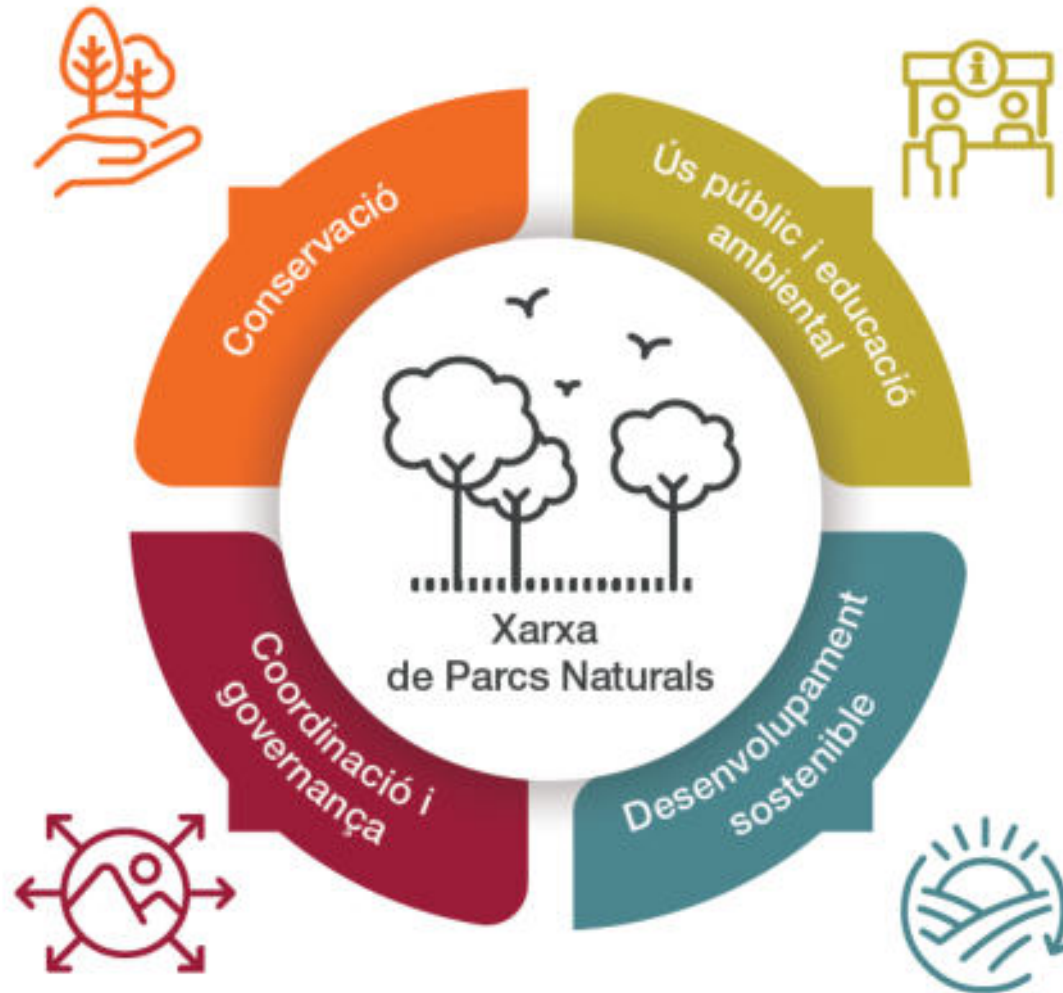 Conservació
Ús públic i educació
ambiental
Xarxa
de Parcs Naturals
Coordinació i
governança
Desenvolupament
sostenible
i